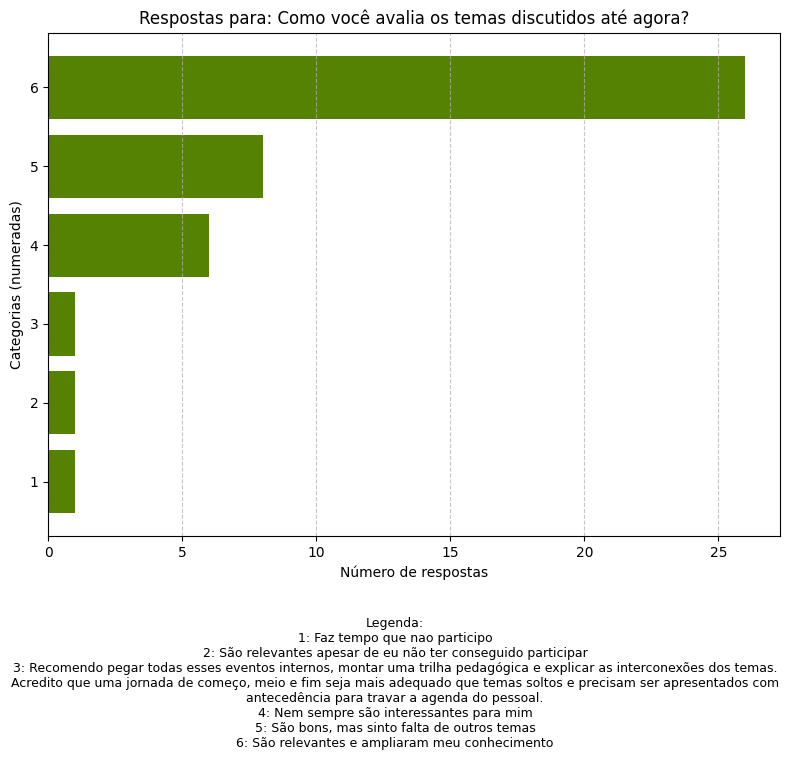 Respostas para: Como você avalia os temas discutidos até agora?
Categorias (numeradas)
6
5
4
3
2
1
0 5 10 15 20 25
Número de respostas
Legenda:
1: Faz tempo que nao participo
2: São relevantes apesar de eu não ter conseguido participar
3: Recomendo pegar todas esses eventos internos, montar uma trilha pedagógica e explicar as interconexões dos temas.
Acredito que uma jornada de começo, meio e fim seja mais adequado que temas soltos e precisam ser apresentados com
antecedência para travar a agenda do pessoal.
4: Nem sempre são interessantes para mim
5: São bons, mas sinto falta de outros temas
6: São relevantes e ampliaram meu conhecimento